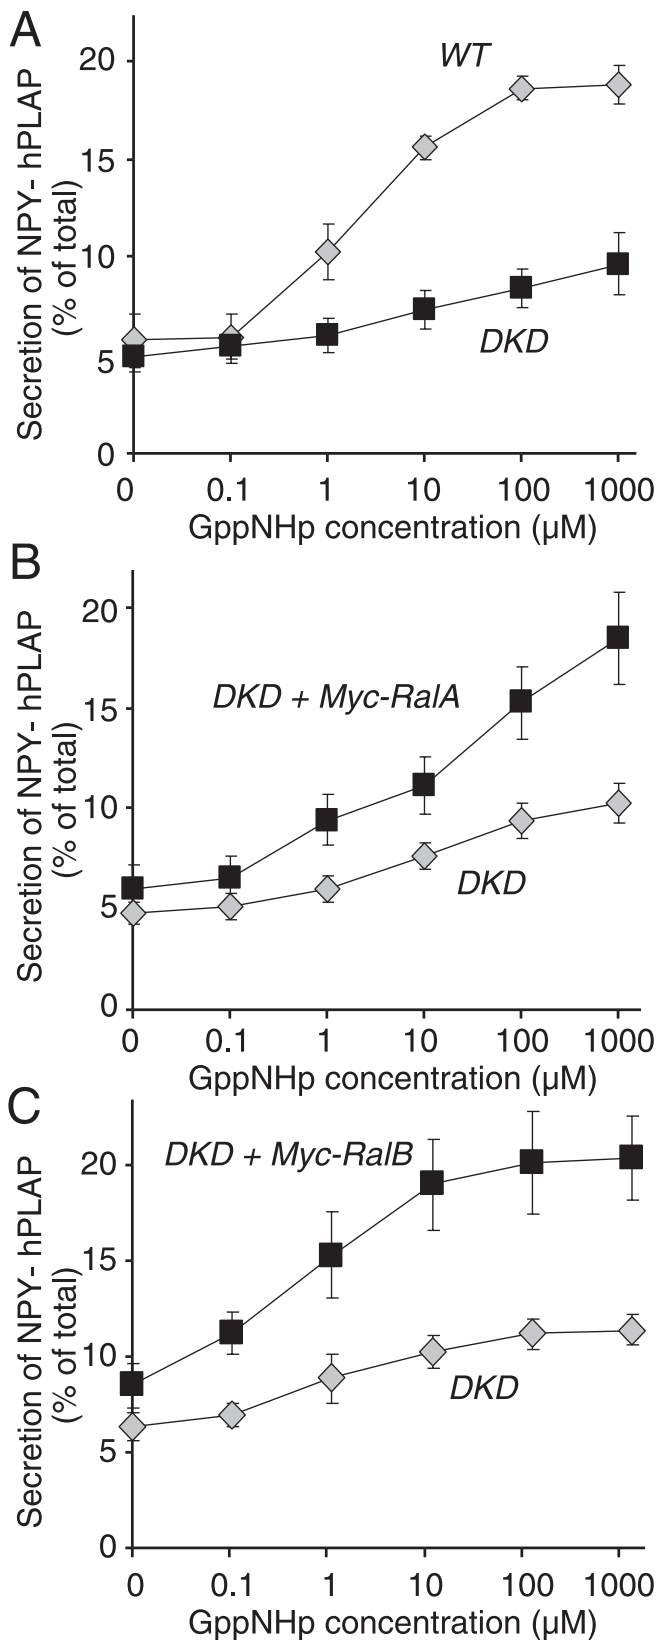 A
Secretion of NPY- hPLAP
(% of total)
20
15
10
5
0
WT
DKD
0 0.1 1 10 100 1000
GppNHp concentration (μM)
B
Secretion of NPY- hPLAP
(% of total)
20
15
10
5
0
DKD + Myc-RalA
DKD
0 0.1 1 10 100 1000
GppNHp concentration (μM)
C
Secretion of NPY- hPLAP
(% of total)
20
15
10
5
0
DKD + Myc-RalB
DKD
0 0.1 1 10 100 1000
GppNHp concentration (μM)